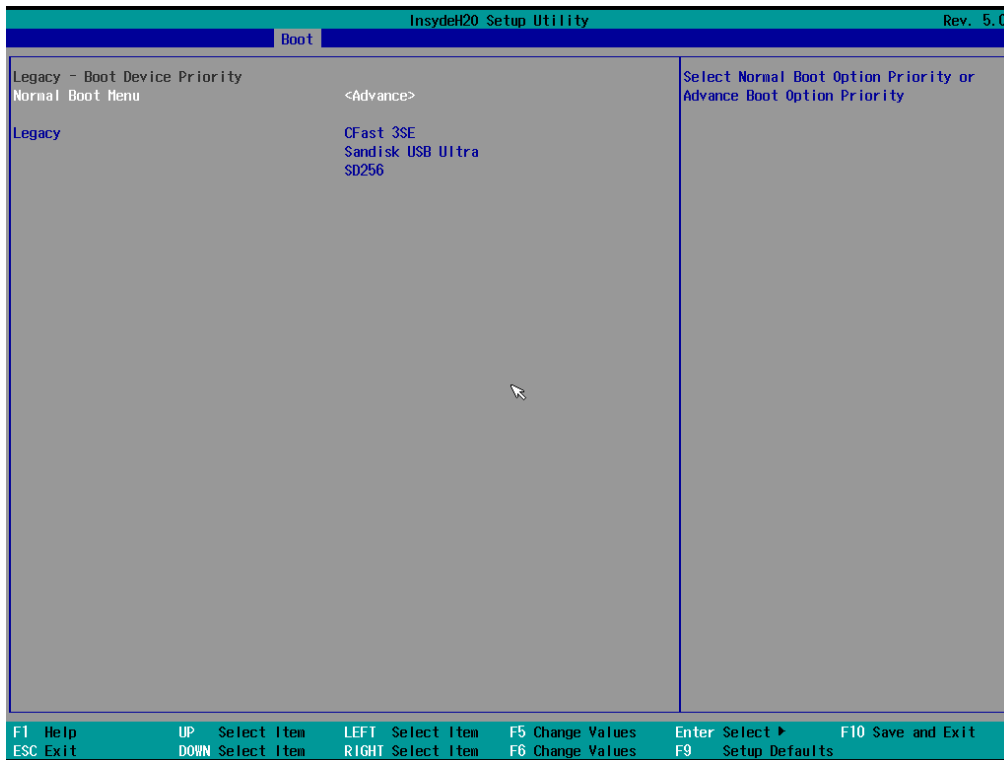 InsydeH20 Setup Utility Rev. 5.0
Boot
Legacy - Boot Device Priority
Normal Boot Menu <Advance>
Legacy CFast 3SE
Sandisk USB Ultra
SD256
Select Normal Boot Option Priority or
Advance Boot Option Priority
F1 Help UP Select Item LEFT Select Item F5 Change Values Enter Select ▶ F10 Save and Exit
ESC Exit DOWN Select Item RIGHT Select Item F6 Change Values F9 Setup Defaults